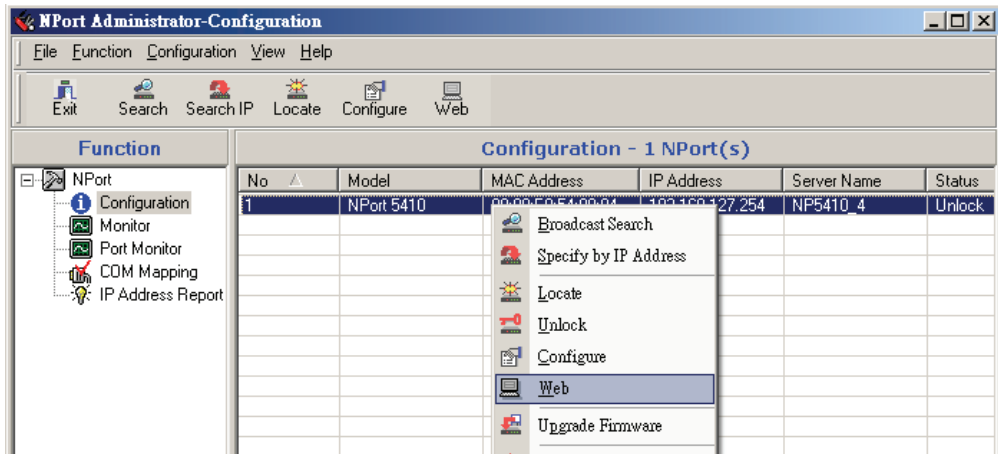 NPort Administrator-Configuration
File Function Configuration View Help
Exit Search Search IP Locate Configure Web
Function
Configuration - 1 NPort(s)
NPort
Configuration
Monitor
Port Monitor
COM Mapping
IP Address Report
No Model MAC Address IP Address Server Name Status
1 NPort 5410 127.254 NP5410_4 Unlock
Broadcast Search
Specify by IP Address
Locate
Unlock
Configure
Web
Upgrade Firmware